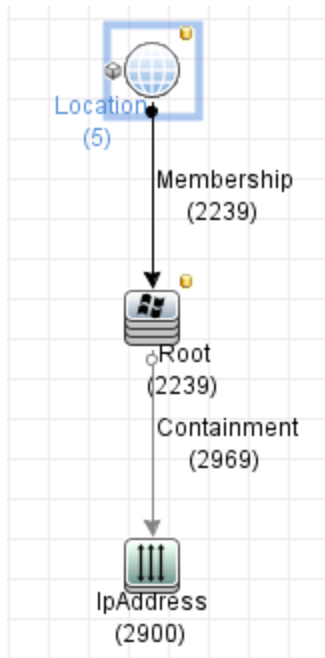 Location
(5)
Membership
(2239)
Root
(2239)
Containment
(2969)
IpAddress
(2900)